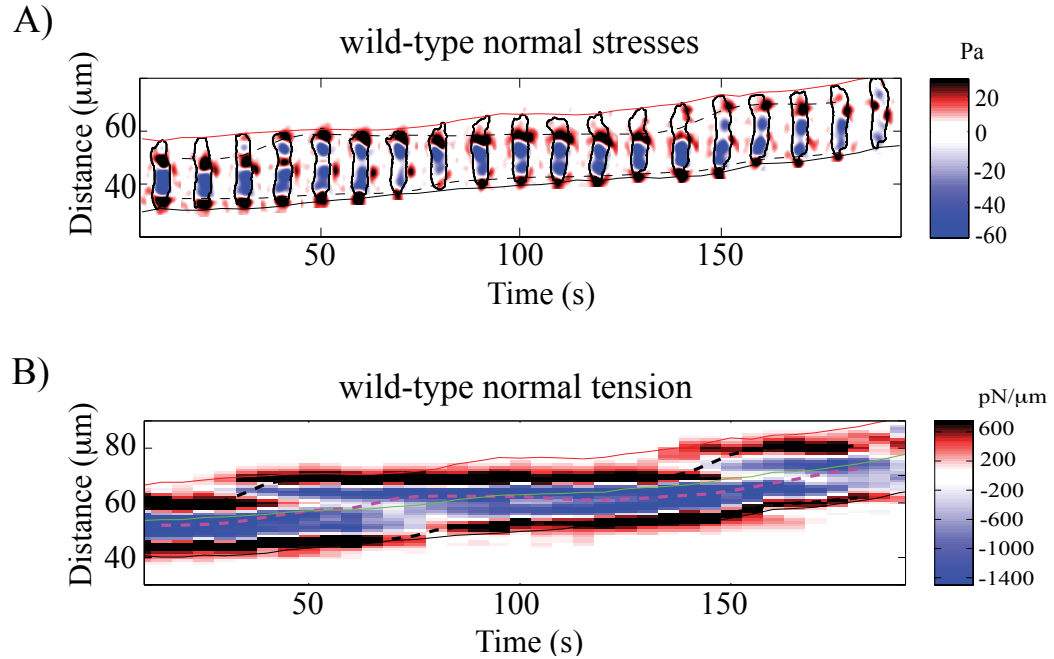 A)
wild-type normal stresses
Pa
Distance (μm)
60
40
50
100
150
Time (s)
20
0
-20
-40
-60
B)
wild-type normal tension
pN/μm
Distance (μm)
80
60
40
50
100
150
Time (s)
600
200
-200
-600
-1000
-1400